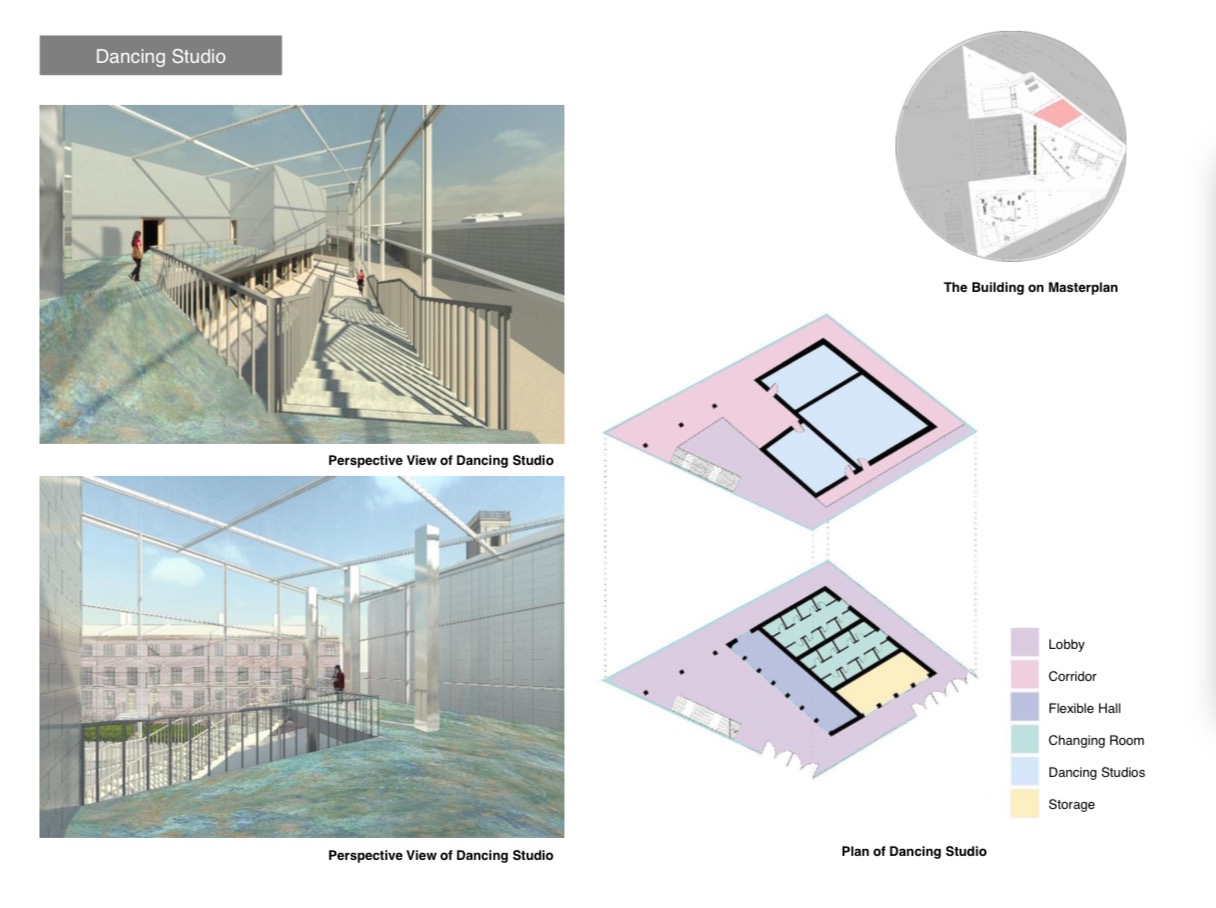 Dancing Studio
The Building on Masterplan
Perspective View of Dancing Studio
Perspective View of Dancing Studio
Lobby
Corridor
Flexible Hall
Changing Room
Dancing Studios
Storage
Plan of Dancing Studio